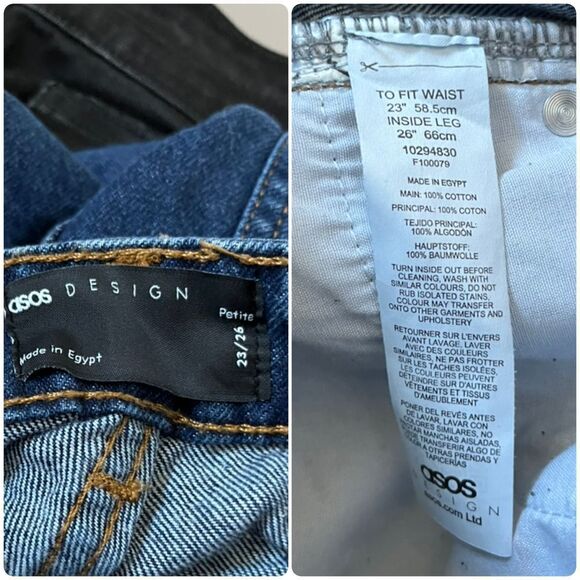 asos DESIGN
Petite
23/26
Made in Egypt
TO FIT WAIST
23" 58.5cm
INSIDE LEG
26" 66cm
10294830
F100079
MADE IN EGYPT
MAIN: 100% COTTON
PRINCIPAL: 100% COTON
TEJIDO PRINCIPAL:
100% ALGODÓN
HAUPTSTOFF:
100% BAUMWOLLE
TURN INSIDE OUT BEFORE
CLEANING, WASH WITH
SIMILAR COLOURS, DO NOT
RUB ISOLATED STAINS,
COLOUR MAY TRANSFER
ONTO OTHER GARMENTS AND
UPHOLSTERY
RETOURNER SUR L'ENVERS
AVANT LAVAGE, LAVER
AVEC DES COULEURS
SIMILAIRES, NE PAS FROTTER
SUR LES TACHES ISOLÉES,
LES COULEURS PEUVENT
DÉTEINDRE SUR D'AUTRES
VÊTEMENTS ET TISSUS
D'AMEUBLEMENT
PONER DEL REVÉS ANTES
DE LAVAR, LAVAR CON
COLORES SIMILARES, NO
MANCHAS AISLADAS,
TRANSFERIR ALGO DE
A OTRAS PRENDAS Y
TAPICERÍAS
asos
DESIGN
asos.com Ltd